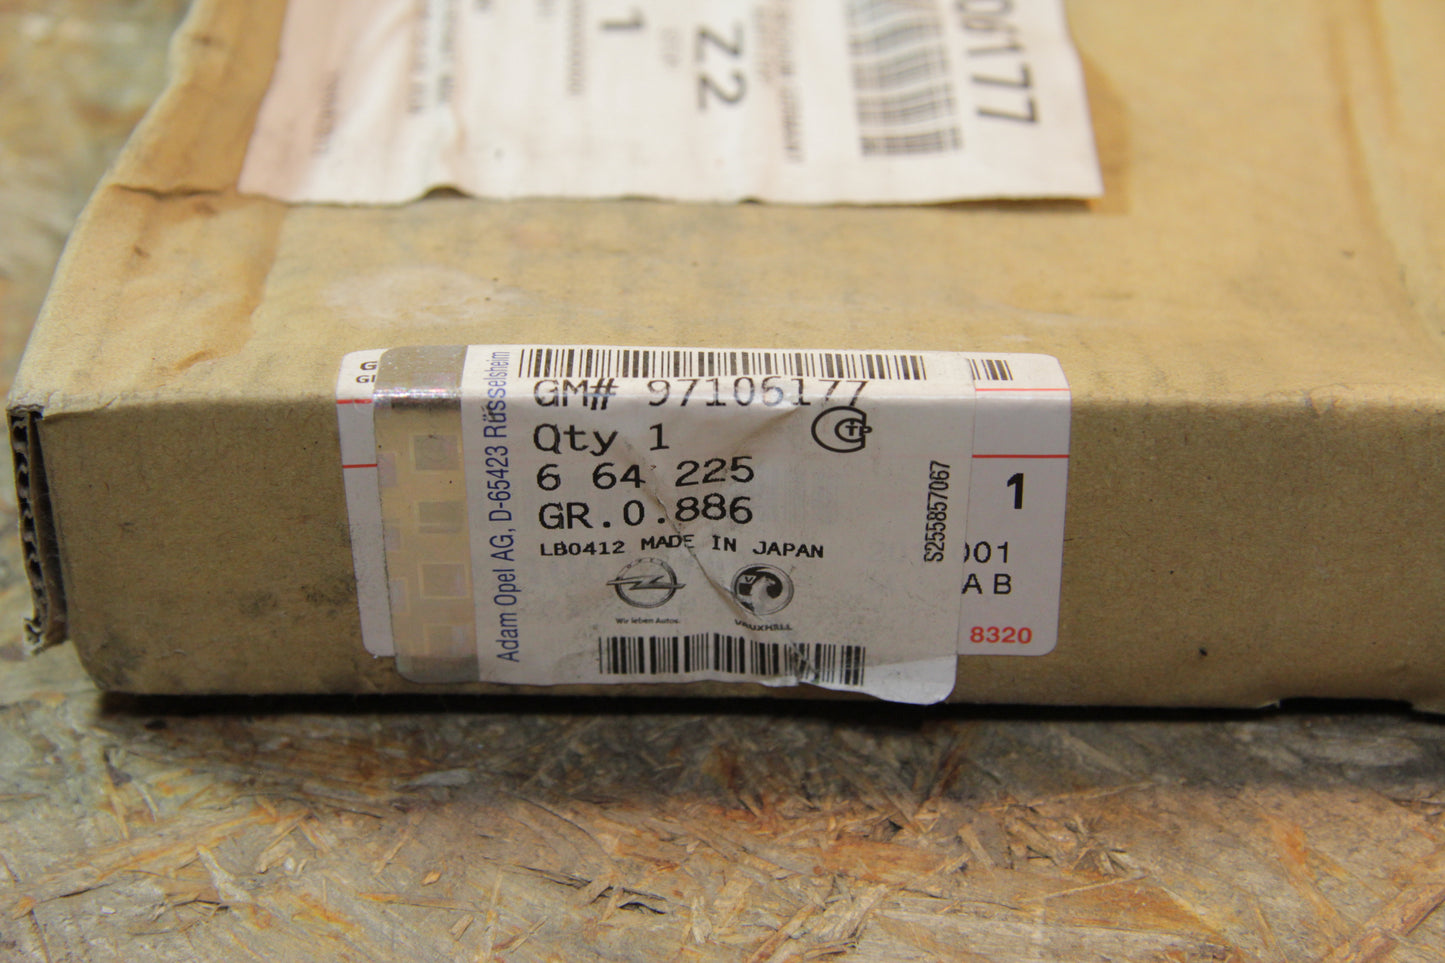 Z2
1
06177
GM# 97106177
Qty 1
6 64 225
GR.0.886
LB0412 MADE IN JAPAN
Wir leben Autos.
VAUXHALL
Adam Opel AG, D-65423 Rüsselsheim
S255857067
1
001
A B
8320